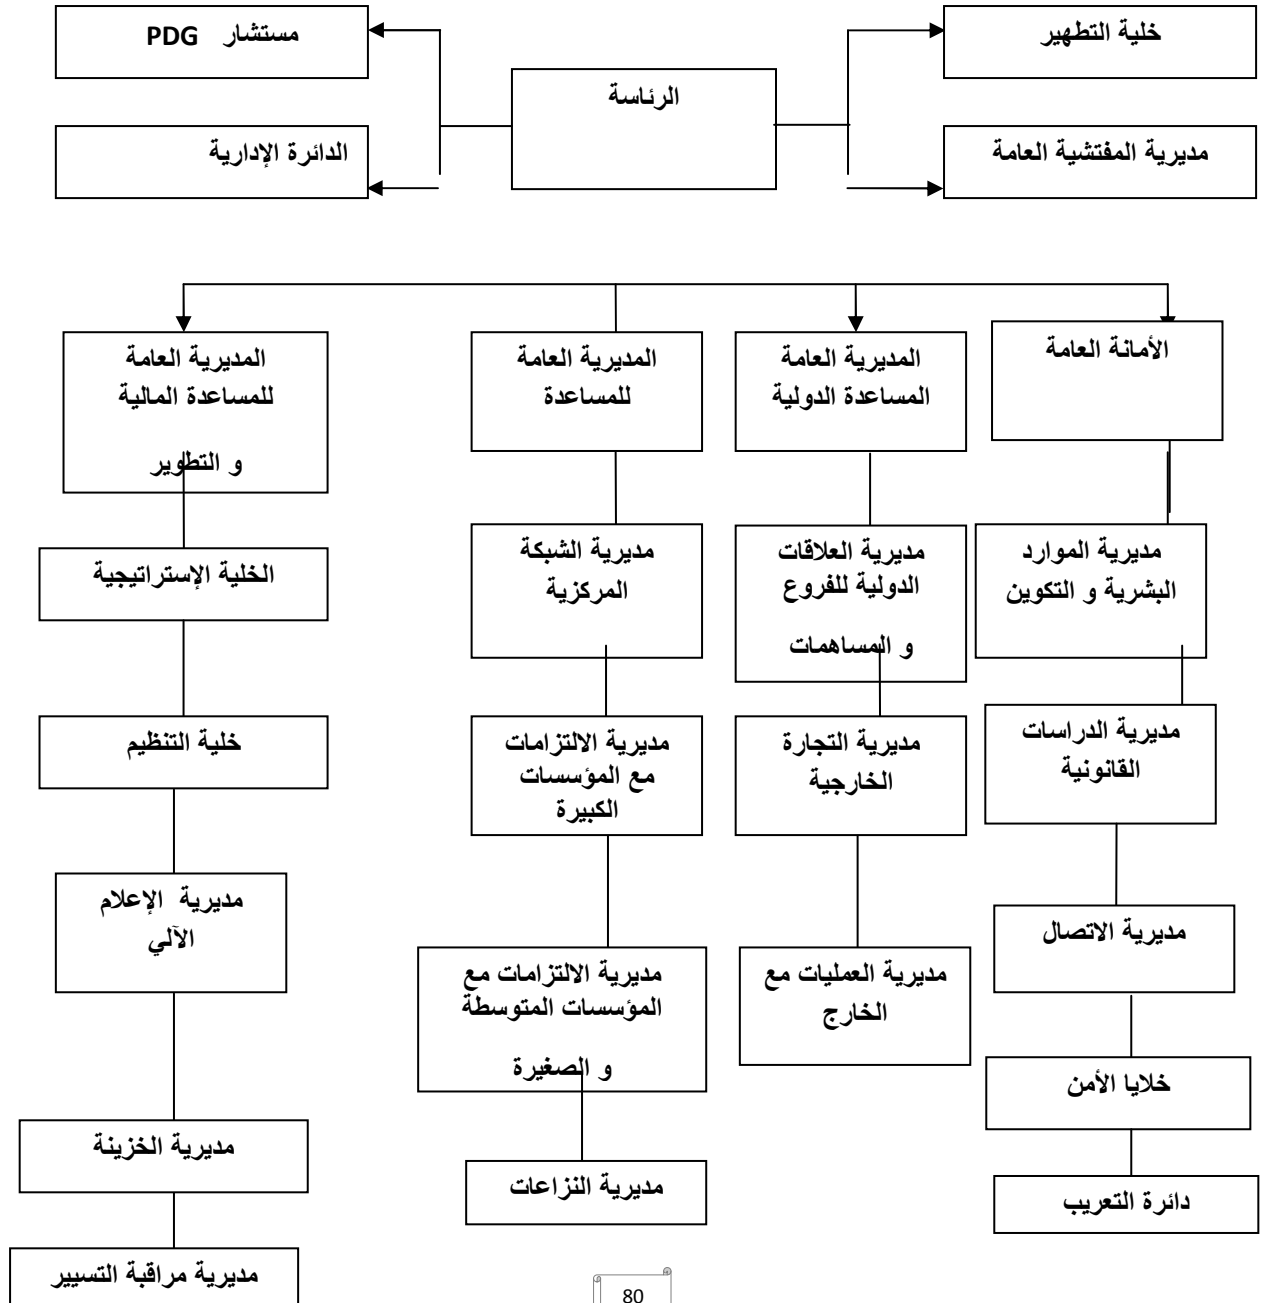 خلية التطهير
مستشار PDG
الرئاسة
مديرية المفتشية العامة
الدائرة الإدارية
الأمانة العامة
المديرية العامة
المساعدة الدولية
المديرية العامة
للمساعدة
المديرية العامة
للمساعدة المالية
و التطوير
مديرية الموارد
البشرية و التكوين
مديرية العلاقات
الدولية للفروع
و المساهمات
مديرية الشبكة
المركزية
الخلية الإستراتيجية
مديرية الدراسات
القانونية
مديرية التجارة
الخارجية
مديرية الالتزامات
مع المؤسسات
الكبيرة
خلية التنظيم
مديرية الإعلام
الآلي
مديرية الاتصال
مديرية العمليات مع
الخارج
مديرية الالتزامات مع
المؤسسات المتوسطة
و الصغيرة
خلايا الأمن
مديرية الخزينة
مديرية النزاعات
دائرة التعريب
مديرية مراقبة التسيير
80